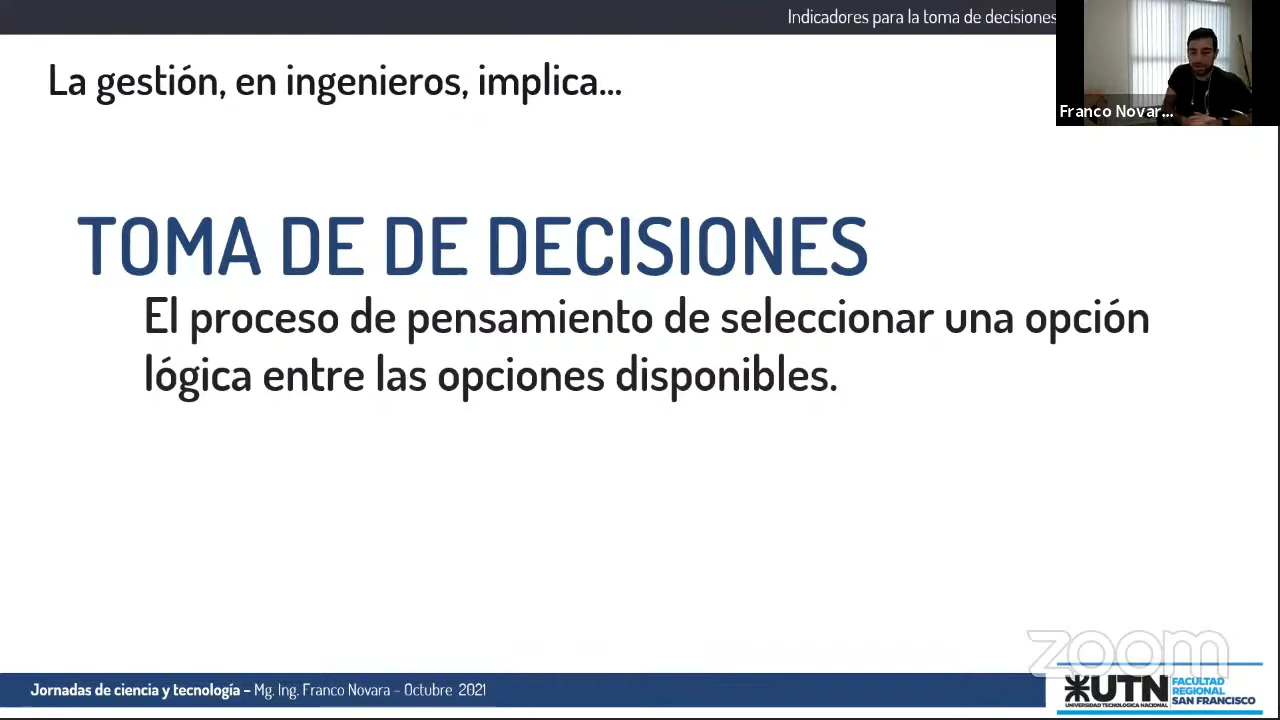 Indicadores para la toma de decisiones
La gestión, en ingenieros, implica...
Franco Novar...
TOMA DE DE DECISIONES
El proceso de pensamiento de seleccionar una opción
lógica entre las opciones disponibles.
zoom
Jornadas de ciencia y tecnología – Mg. Ing. Franco Novara – Octubre 2021
UTN
UNIVERSIDAD TECNOLÓGICA NACIONAL
FACULTAD
REGIONAL
SAN FRANCISCO